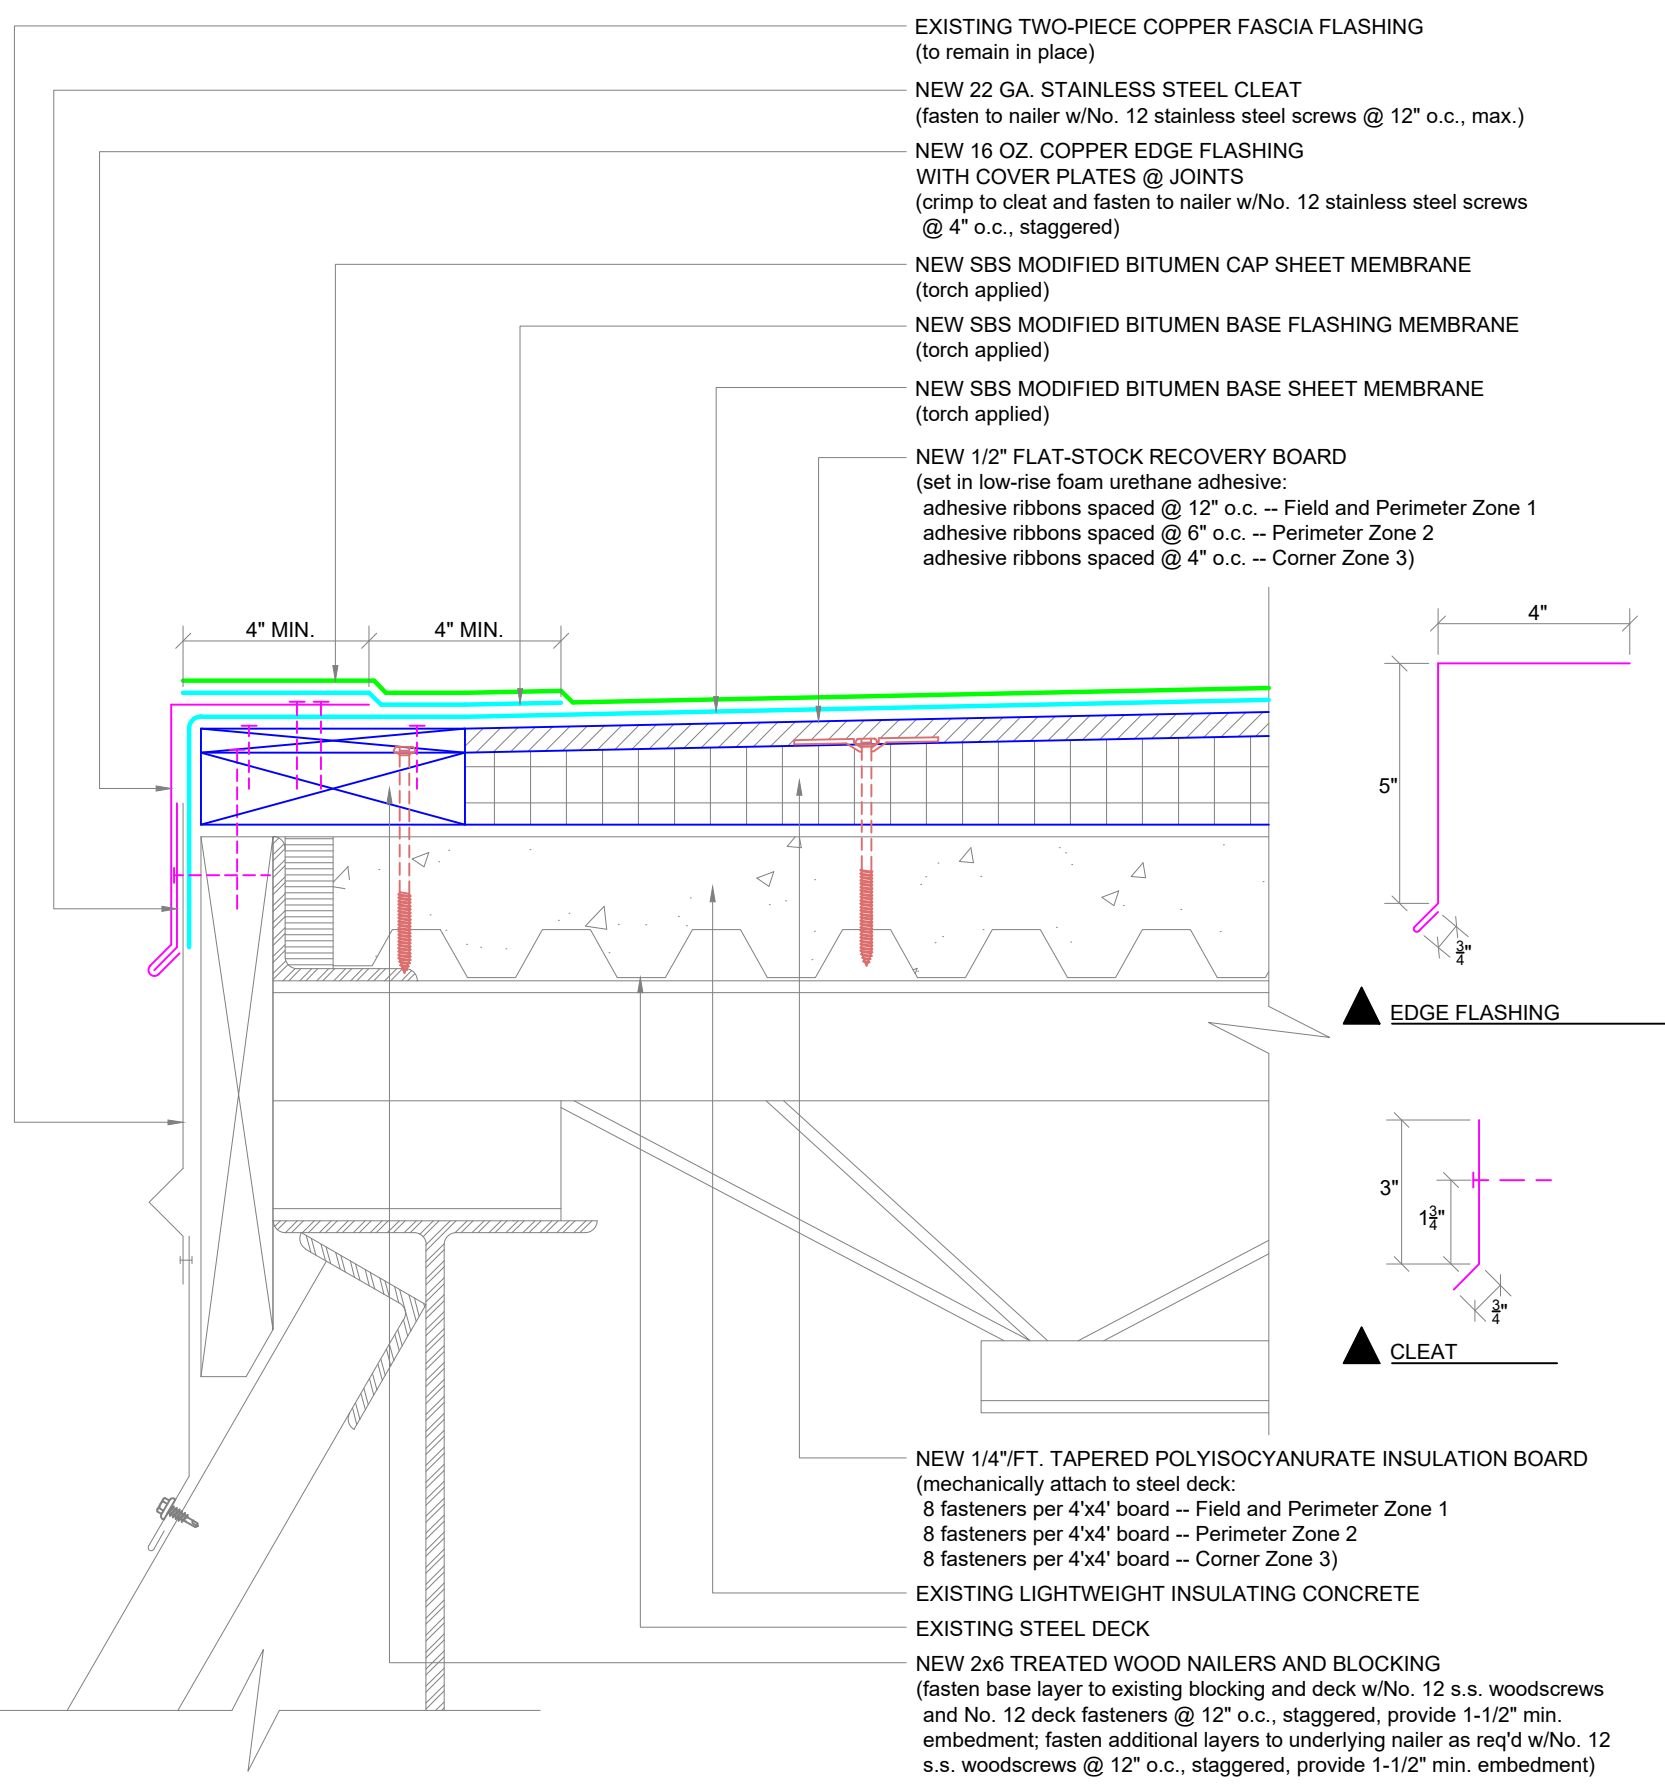 EXISTING TWO-PIECE COPPER FASCIA FLASHING
(to remain in place)
NEW 22 GA. STAINLESS STEEL CLEAT
(fasten to nailer w/No. 12 stainless steel screws @ 12" o.c., max.)
NEW 16 OZ. COPPER EDGE FLASHING
WITH COVER PLATES @ JOINTS
(crimp to cleat and fasten to nailer w/No. 12 stainless steel screws
@ 4" o.c., staggered)
NEW SBS MODIFIED BITUMEN CAP SHEET MEMBRANE
(torch applied)
NEW SBS MODIFIED BITUMEN BASE FLASHING MEMBRANE
(torch applied)
NEW SBS MODIFIED BITUMEN BASE SHEET MEMBRANE
(torch applied)
NEW 1/2" FLAT-STOCK RECOVERY BOARD
(set in low-rise foam urethane adhesive:
adhesive ribbons spaced @ 12" o.c. -- Field and Perimeter Zone 1
adhesive ribbons spaced @ 6" o.c. -- Perimeter Zone 2
adhesive ribbons spaced @ 4" o.c. -- Corner Zone 3)
4" MIN.
4" MIN.
4"
5"
3/4"
EDGE FLASHING
3"
1 3/4"
3/4"
CLEAT
NEW 1/4"/FT. TAPERED POLYISOCYANURATE INSULATION BOARD
(mechanically attach to steel deck:
8 fasteners per 4'x4' board -- Field and Perimeter Zone 1
8 fasteners per 4'x4' board -- Perimeter Zone 2
8 fasteners per 4'x4' board -- Corner Zone 3)
EXISTING LIGHTWEIGHT INSULATING CONCRETE
EXISTING STEEL DECK
NEW 2x6 TREATED WOOD NAILERS AND BLOCKING
(fasten base layer to existing blocking and deck w/No. 12 s.s. woodscrews
and No. 12 deck fasteners @ 12" o.c., staggered, provide 1-1/2" min.
embedment; fasten additional layers to underlying nailer as req'd w/No. 12
s.s. woodscrews @ 12" o.c., staggered, provide 1-1/2" min. embedment)